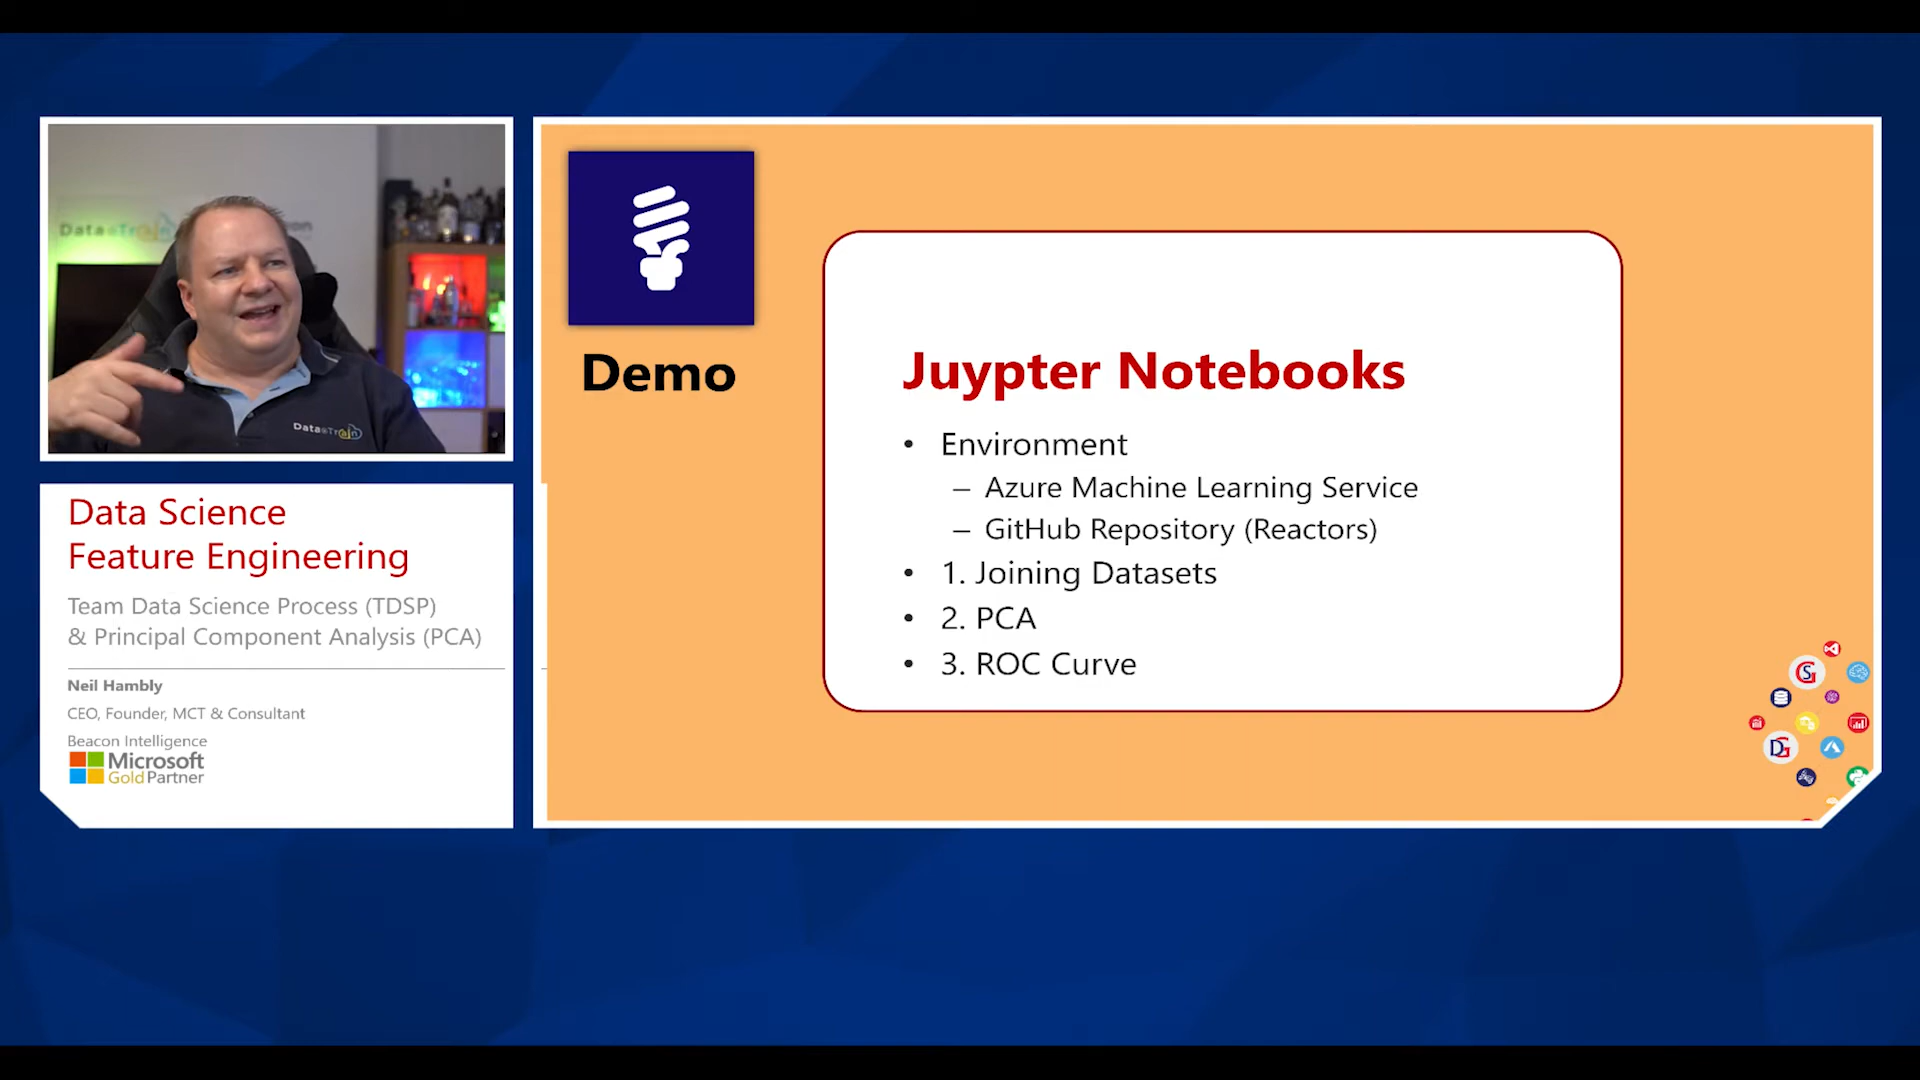 Data Train
Data Science
Feature Engineering
Team Data Science Process (TDSP)
& Principal Component Analysis (PCA)
Neil Hambly
CEO, Founder, MCT & Consultant
Beacon Intelligence
Microsoft
Gold Partner
Demo
Juypter Notebooks
• Environment
– Azure Machine Learning Service
– GitHub Repository (Reactors)
• 1. Joining Datasets
• 2. PCA
• 3. ROC Curve